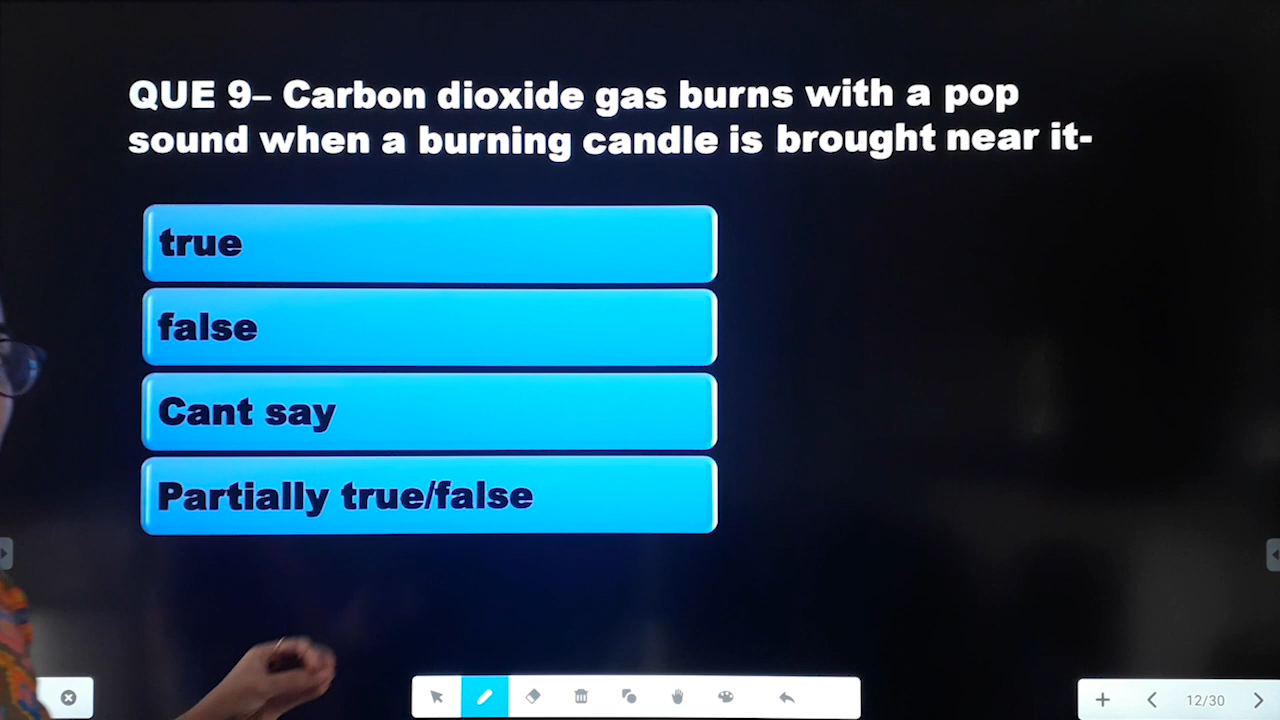 QUE 9– Carbon dioxide gas burns with a pop
sound when a burning candle is brought near it-
true
false
Cant say
Partially true/false
12/30